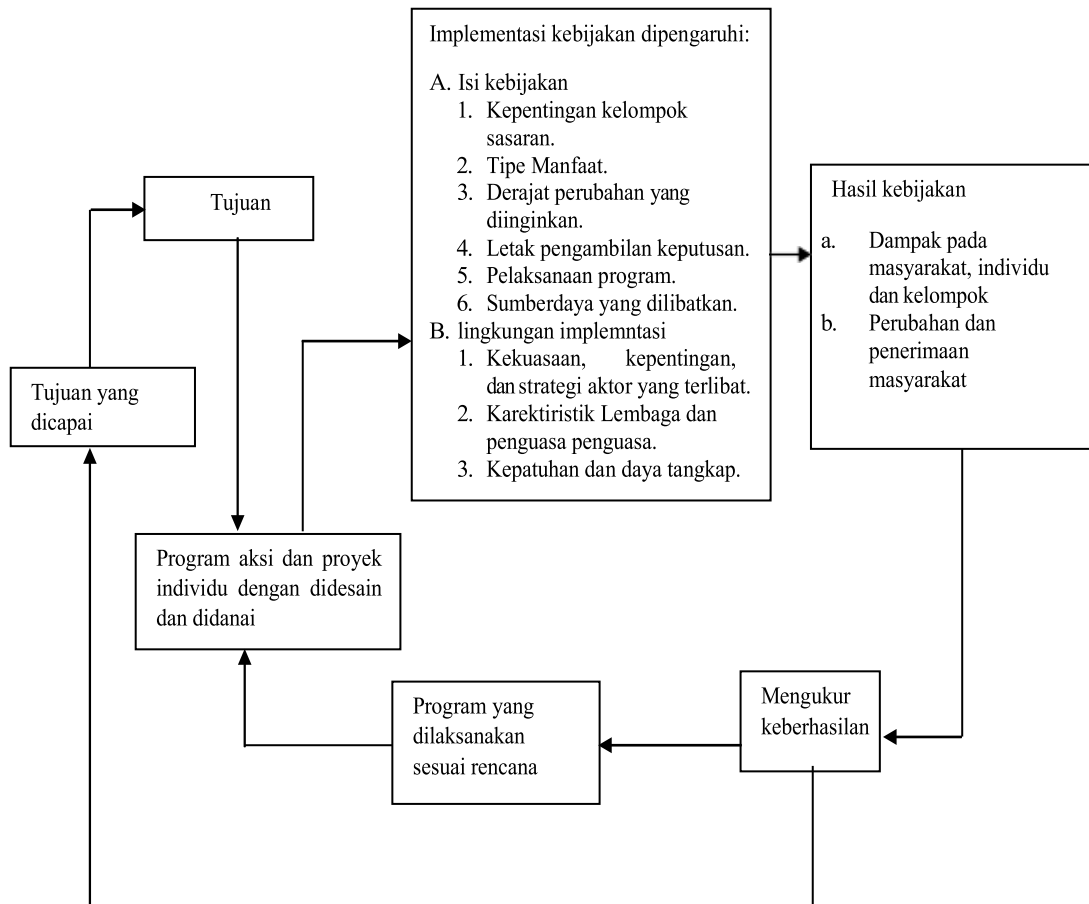 Implementasi kebijakan dipengaruhi:
A. Isi kebijakan
1. Kepentingan kelompok
sasaran.
2. Tipe Manfaat.
3. Derajat perubahan yang
diinginkan.
4. Letak pengambilan keputusan.
5. Pelaksanaan program.
6. Sumberdaya yang dilibatkan.
B. lingkungan implemntasi
1. Kekuasaan, kepentingan,
dan strategi aktor yang terlibat.
2. Karektiristik Lembaga dan
penguasa penguasa.
3. Kepatuhan dan daya tangkap.
Hasil kebijakan
a. Dampak pada
masyarakat, individu
dan kelompok
b. Perubahan dan
penerimaan
masyarakat
Tujuan
Tujuan yang
dicapai
Program aksi dan proyek
individu dengan didesain
dan didanai
Program yang
dilaksanakan
sesuai rencana
Mengukur
keberhasilan